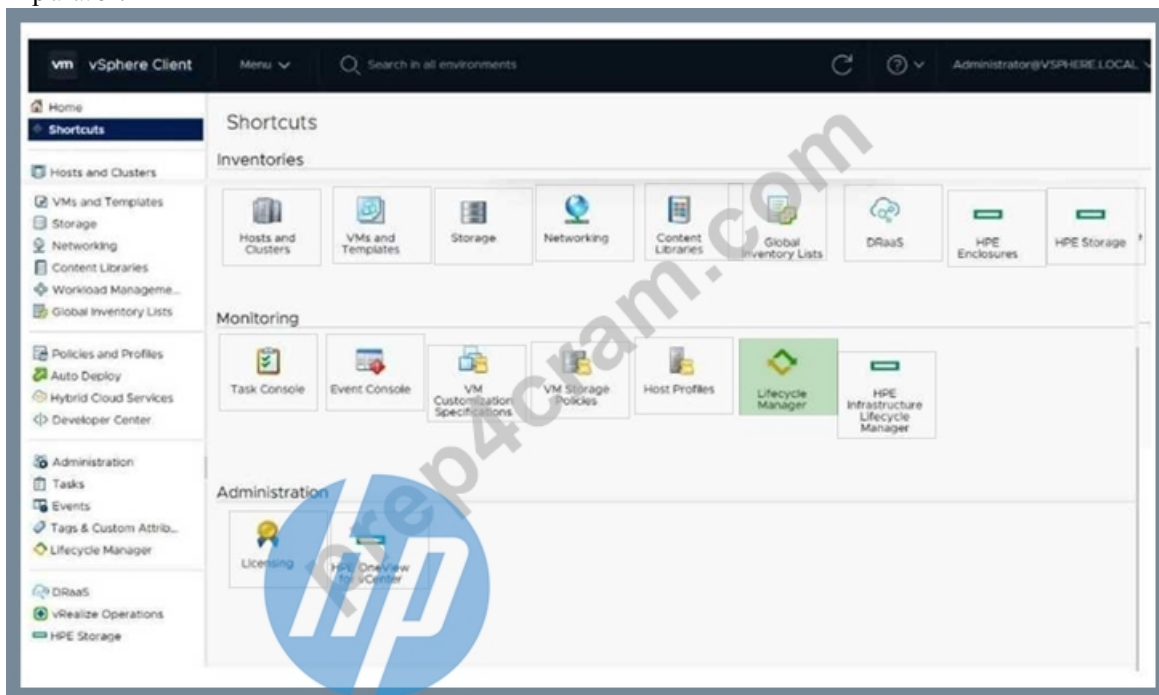 vm vSphere Client Menu Search in all environments Administrator@VSPHERE.LOCAL
Home
Shortcuts
Hosts and Clusters
VMs and Templates
Storage
Networking
Content Libraries
Workload Manageme...
Global Inventory Lists
Policies and Profiles
Auto Deploy
Hybrid Cloud Services
Developer Center
Administration
Tasks
Events
Tags & Custom Attrib...
Lifecycle Manager
DRaaS
vRealize Operations
HPE Storage
Shortcuts
Inventories
Hosts and
Clusters
VMs and
Templates
Storage
Networking
Content
Libraries
Global
Inventory Lists
DRaaS
HPE
Enclosures
HPE Storage
Monitoring
Task Console
Event Console
VM
Customization
Specifications
VM Storage
Policies
Host Profiles
Lifecycle
Manager
HPE
Infrastructure
Lifecycle
Manager
Administration
Licensing
HPE OneView
for vCenter
prep4cram.com
hp